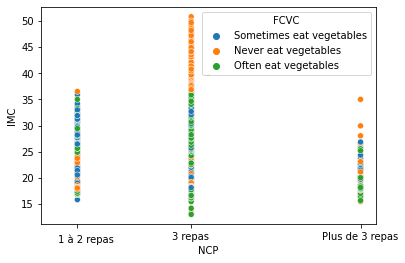 FCVC
Sometimes eat vegetables
Never eat vegetables
Often eat vegetables
50
45
40
35
30
25
20
15
IMC
1 à 2 repas
3 repas
Plus de 3 repas
NCP